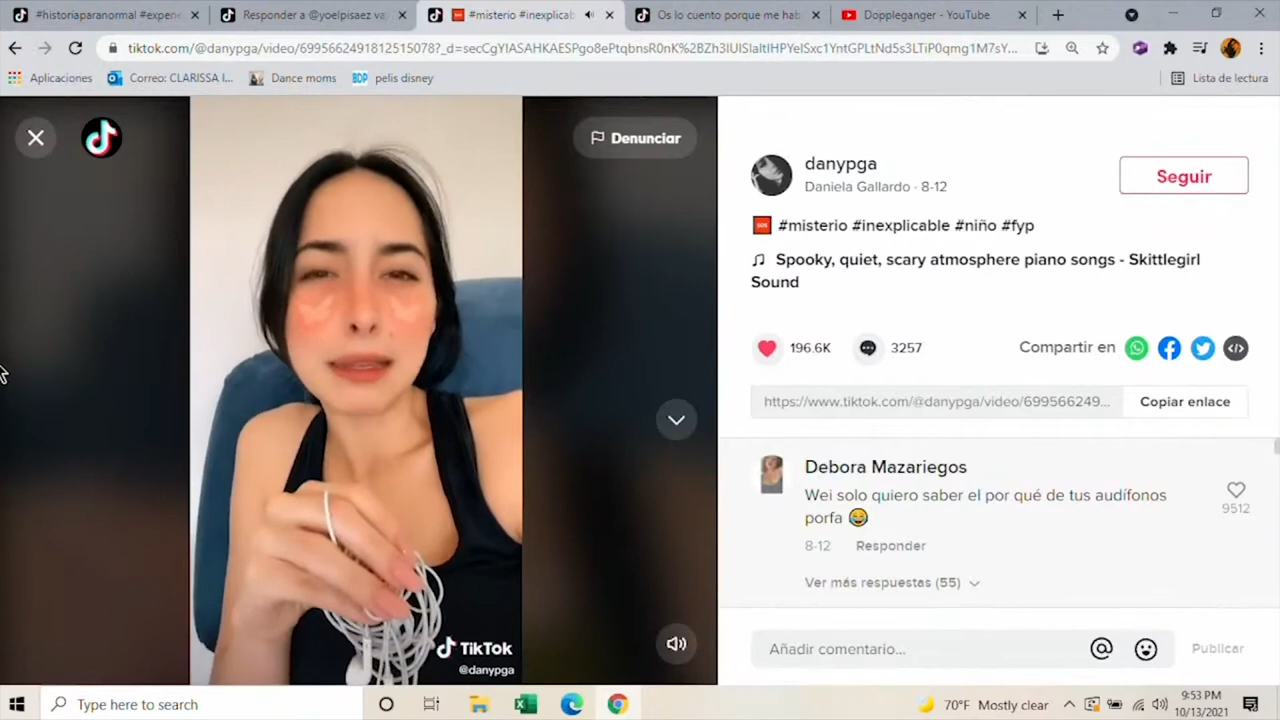 #historiaparanormal #experie
Responder a @yoelpisaez va
#misterio #inexplicab
Os lo cuento porque me hab
Doppleganger - YouTube
tiktok.com/@danypga/video/6995662491812515078?_d=secCgYIASAHKAESPgo8ePtqbnsR0nK%2BZh3IUISlaltIHPYeISxc1YntGPLtNd5s3LTiP0qmg1M7sY...
Aplicaciones
Correo: CLARISSA I...
Dance moms
BDP pelis disney
Lista de lectura
Denunciar
danypga
Daniela Gallardo · 8-12
Seguir
#misterio #inexplicable #niño #fyp
Spooky, quiet, scary atmosphere piano songs - Skittlegirl
Sound
196.6K
3257
Compartir en
https://www.tiktok.com/@danypga/video/699566249...
Copiar enlace
Debora Mazariegos
Wei solo quiero saber el por qué de tus audífonos
porfa 😂
9512
8-12 Responder
Ver más respuestas (55)
TikTok
@danypga
Añadir comentario...
Publicar
Type here to search
70°F Mostly clear
9:53 PM
10/13/2021